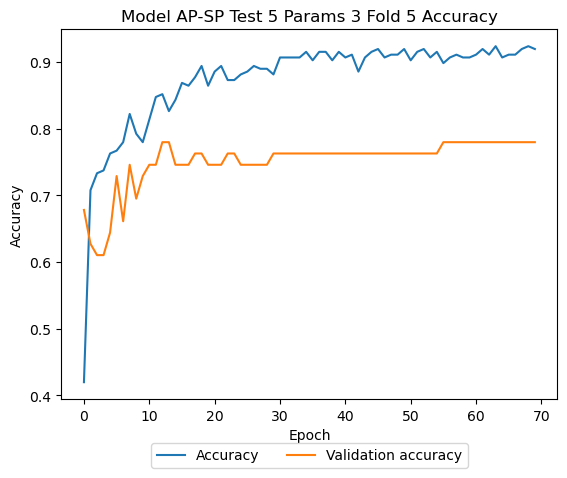 Model AP-SP Test 5 Params 3 Fold 5 Accuracy
Accuracy
0.9
0.8
0.7
0.6
0.5
0.4
0 10 20 30 40 50 60 70
Epoch
Accuracy Validation accuracy